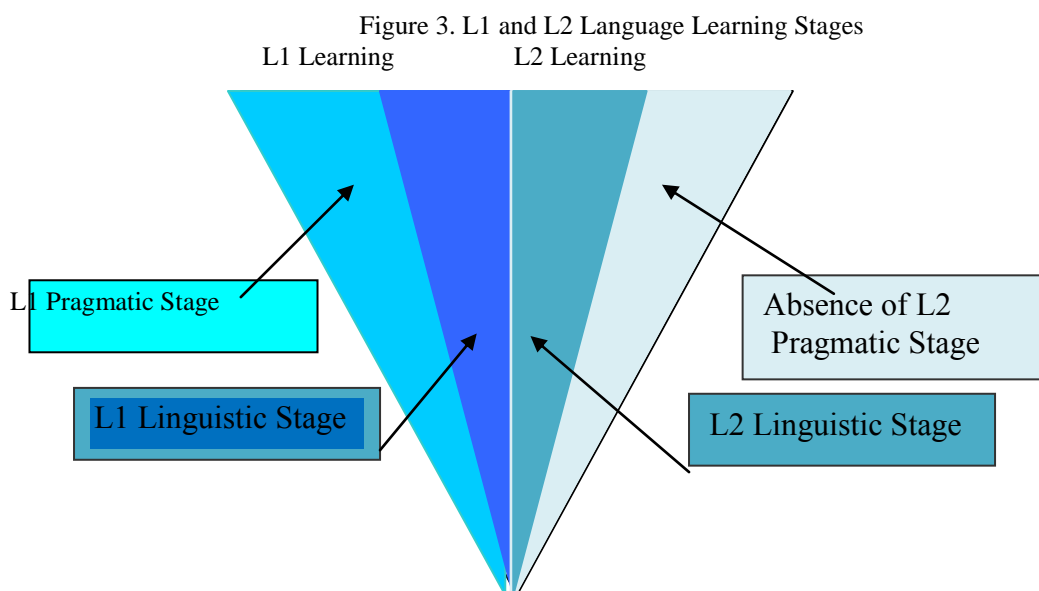 Figure 3. L1 and L2 Language Learning Stages
L1 Learning
L2 Learning
L1 Pragmatic Stage
Absence of L2
Pragmatic Stage
L1 Linguistic Stage
L2 Linguistic Stage